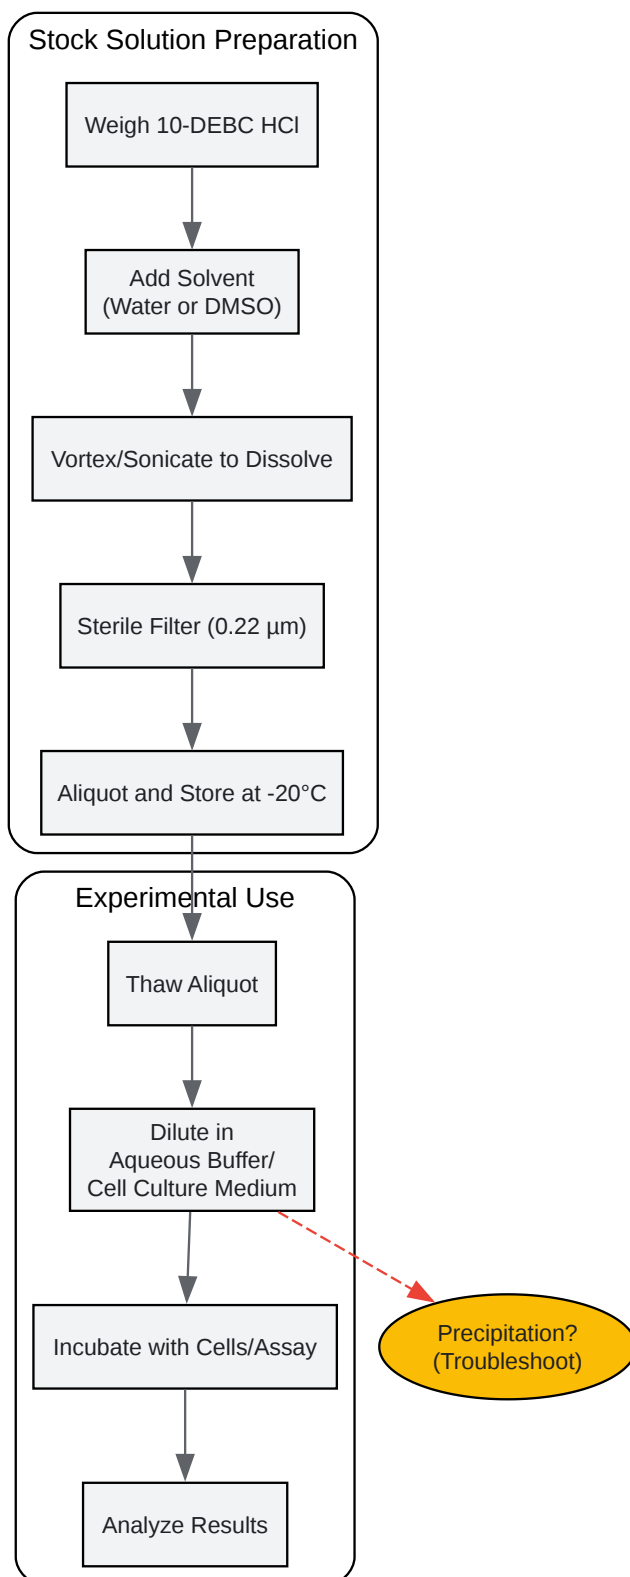 Stock Solution Preparation
Weigh 10-DEBC HCl
Add Solvent
(Water or DMSO)
Vortex/Sonicate to Dissolve
Sterile Filter (0.22 µm)
Aliquot and Store at -20°C
Experimental Use
Thaw Aliquot
Dilute in
Aqueous Buffer/
Cell Culture Medium
Incubate with Cells/Assay
Precipitation?
(Troubleshoot)
Analyze Results